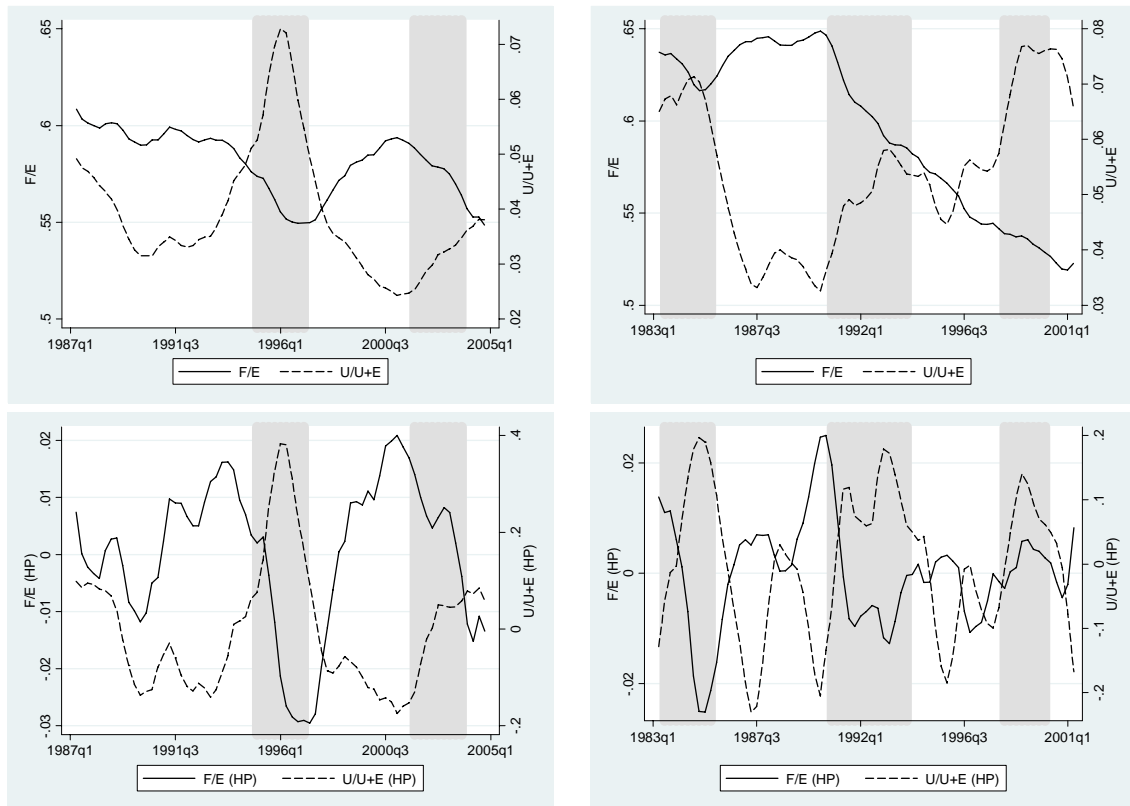 F/E
.5 .55 .6 .65
U/U+E
.02 .03 .04 .05 .06 .07
1987q1 1991q3 1996q1 2000q3 2005q1
F/E U/U+E
F/E
.5 .55 .6 .65
U/U+E
.03 .04 .05 .06 .07 .08
1983q1 1987q3 1992q1 1996q3 2001q1
F/E U/U+E
F/E (HP)
-.03 -.02 -.01 0 .01 .02
U/U+E (HP)
-.2 0 .2 .4
1987q1 1991q3 1996q1 2000q3 2005q1
F/E (HP) U/U+E (HP)
F/E (HP)
-.02 0 .02
U/U+E (HP)
-.2 -.1 0 .1 .2
1983q1 1987q3 1992q1 1996q3 2001q1
F/E (HP) U/U+E (HP)